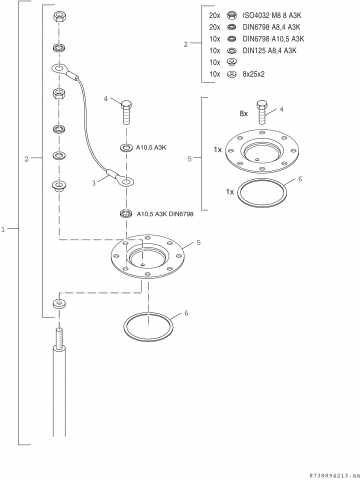 20x ISO4032 M8 8 A3K
20x DIN6798 A8,4 A3K
2 10x DIN6798 A10,5 A3K
10x DIN125 A8,4 A3K
10x
10x 8x25x2
4
8x 4
2
A10,5 A3K
1x
5
3
6
1x
A10,5 A3K DIN6798
1
5
6
8738894213.aa